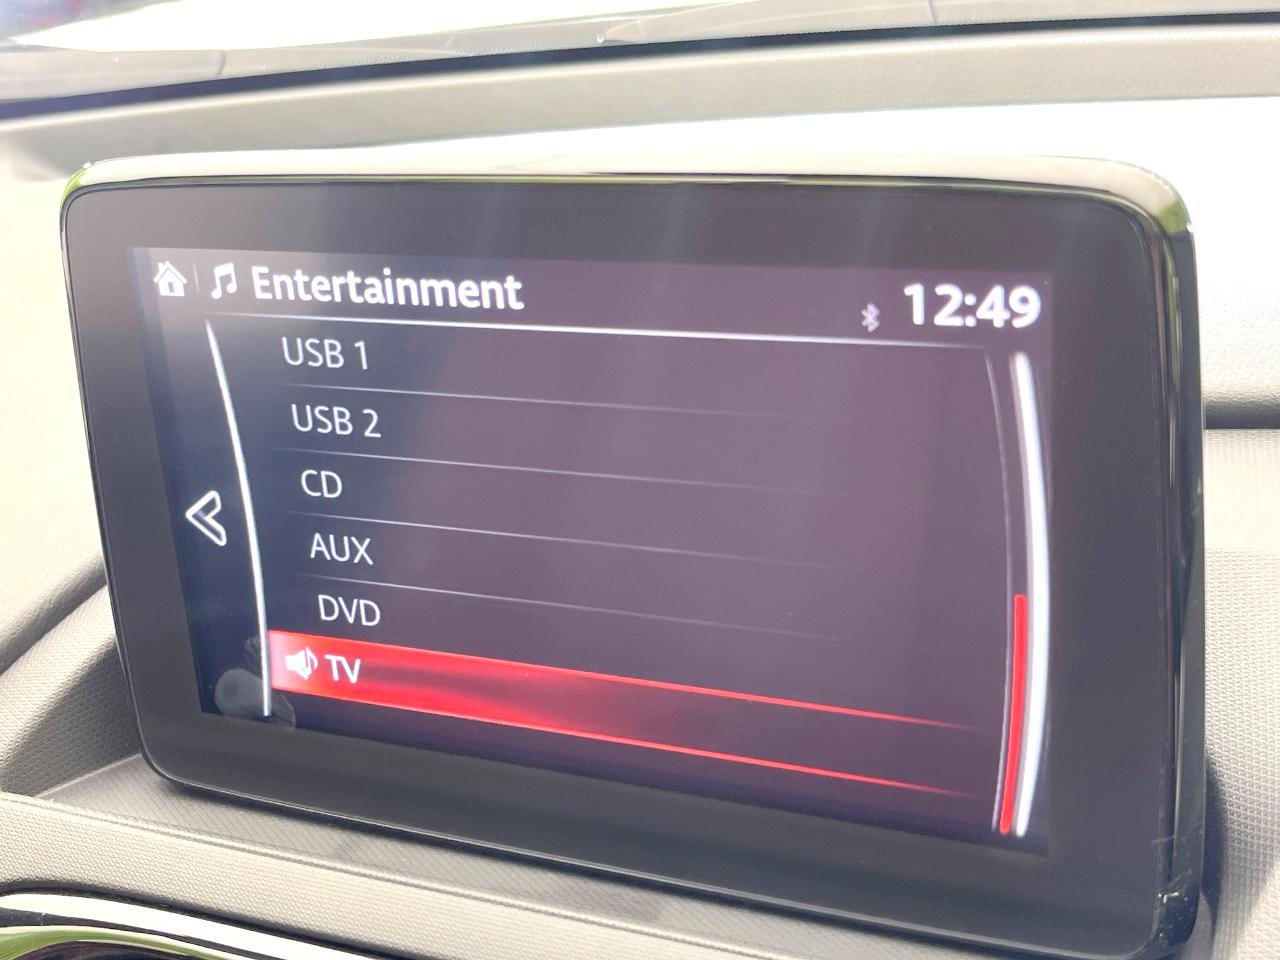 Entertainment
12:49
USB 1
USB 2
CD
AUX
DVD
TV